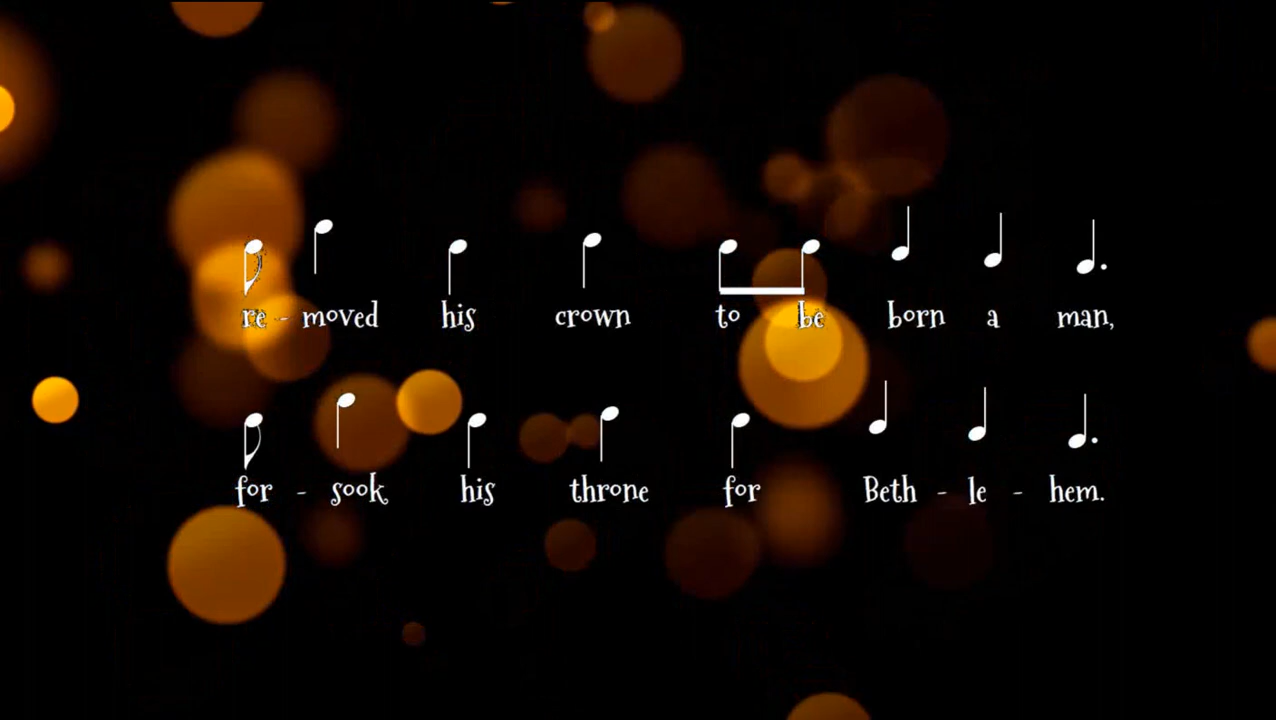 re - moved his crown to be born a man,
for - sook his throne for Beth - le - hem.